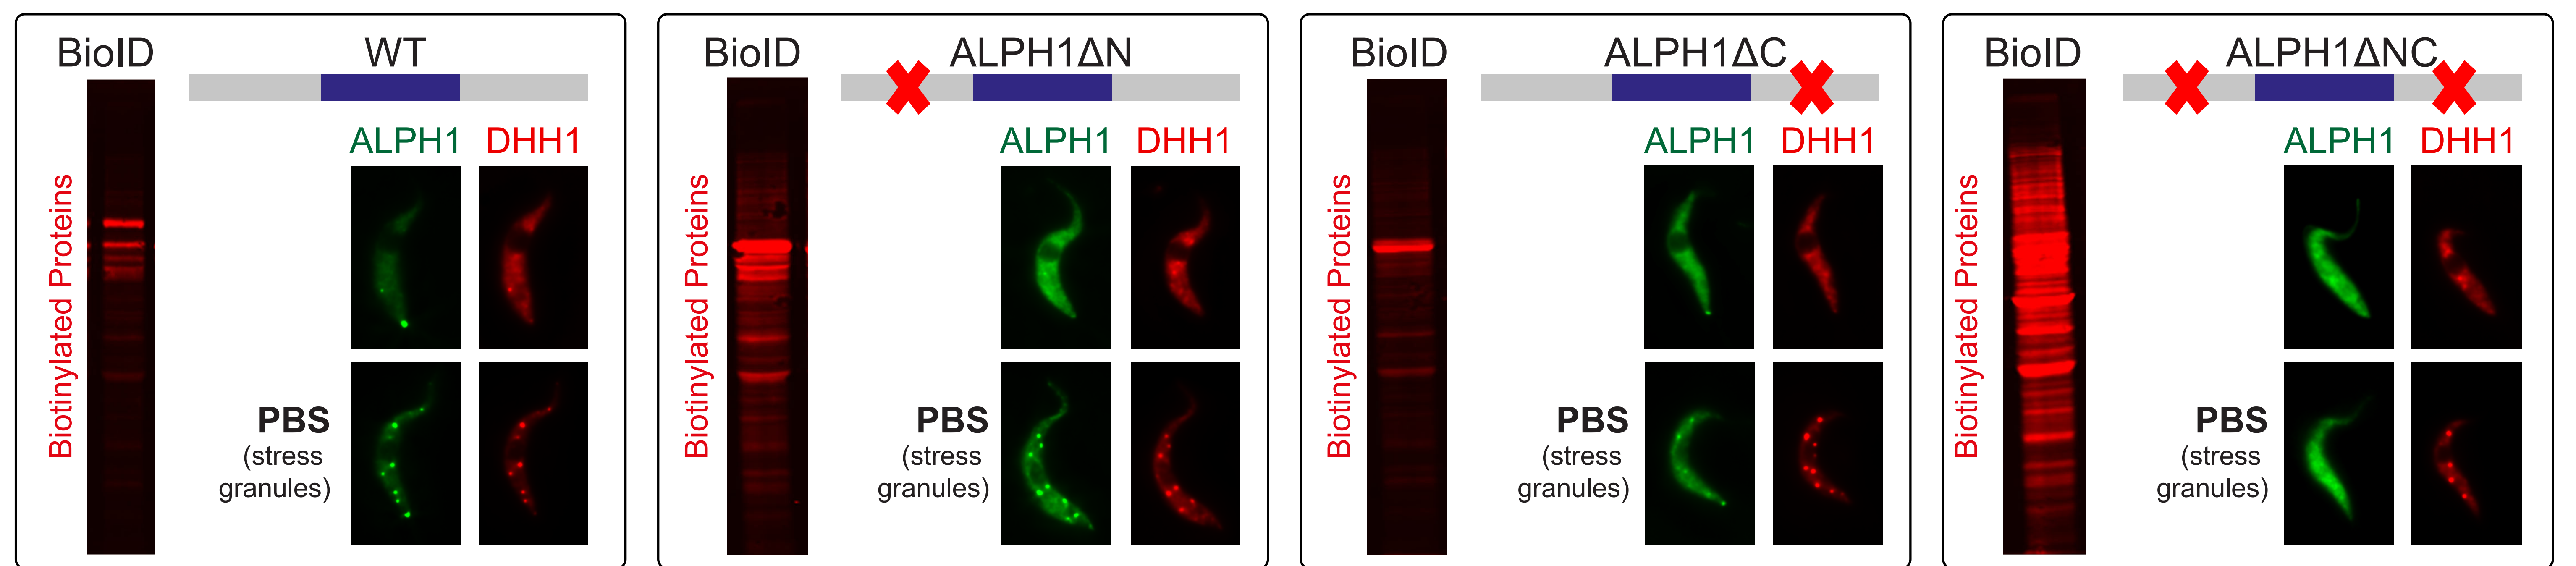 BioID
WT
ALPH1 DHH1
Biotinylated Proteins
PBS
(stress
granules)
BioID
ALPH1ΔN
ALPH1 DHH1
Biotinylated Proteins
PBS
(stress
granules)
BioID
ALPH1ΔC
ALPH1 DHH1
Biotinylated Proteins
PBS
(stress
granules)
BioID
ALPH1ΔNC
ALPH1 DHH1
Biotinylated Proteins
PBS
(stress
granules)